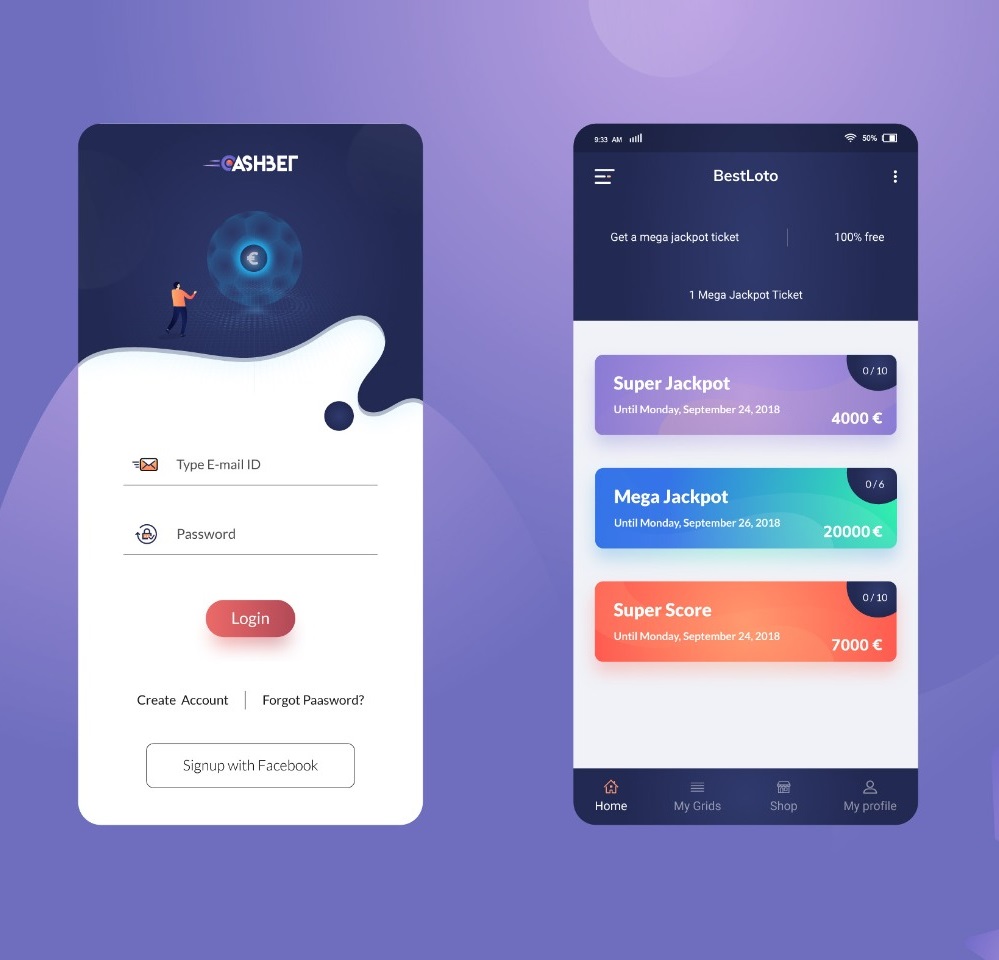 CASHBET
€
Type E-mail ID
Password
Login
Create Account
Forgot Paasword?
Signup with Facebook
9:33 AM
50%
BestLoto
Get a mega jackpot ticket
100% free
1 Mega Jackpot Ticket
0/10
Super Jackpot
Until Monday, September 24, 2018
4000 €
0/6
Mega Jackpot
Until Monday, September 26, 2018
20000 €
0/10
Super Score
Until Monday, September 24, 2018
7000 €
Home
My Grids
Shop
My profile